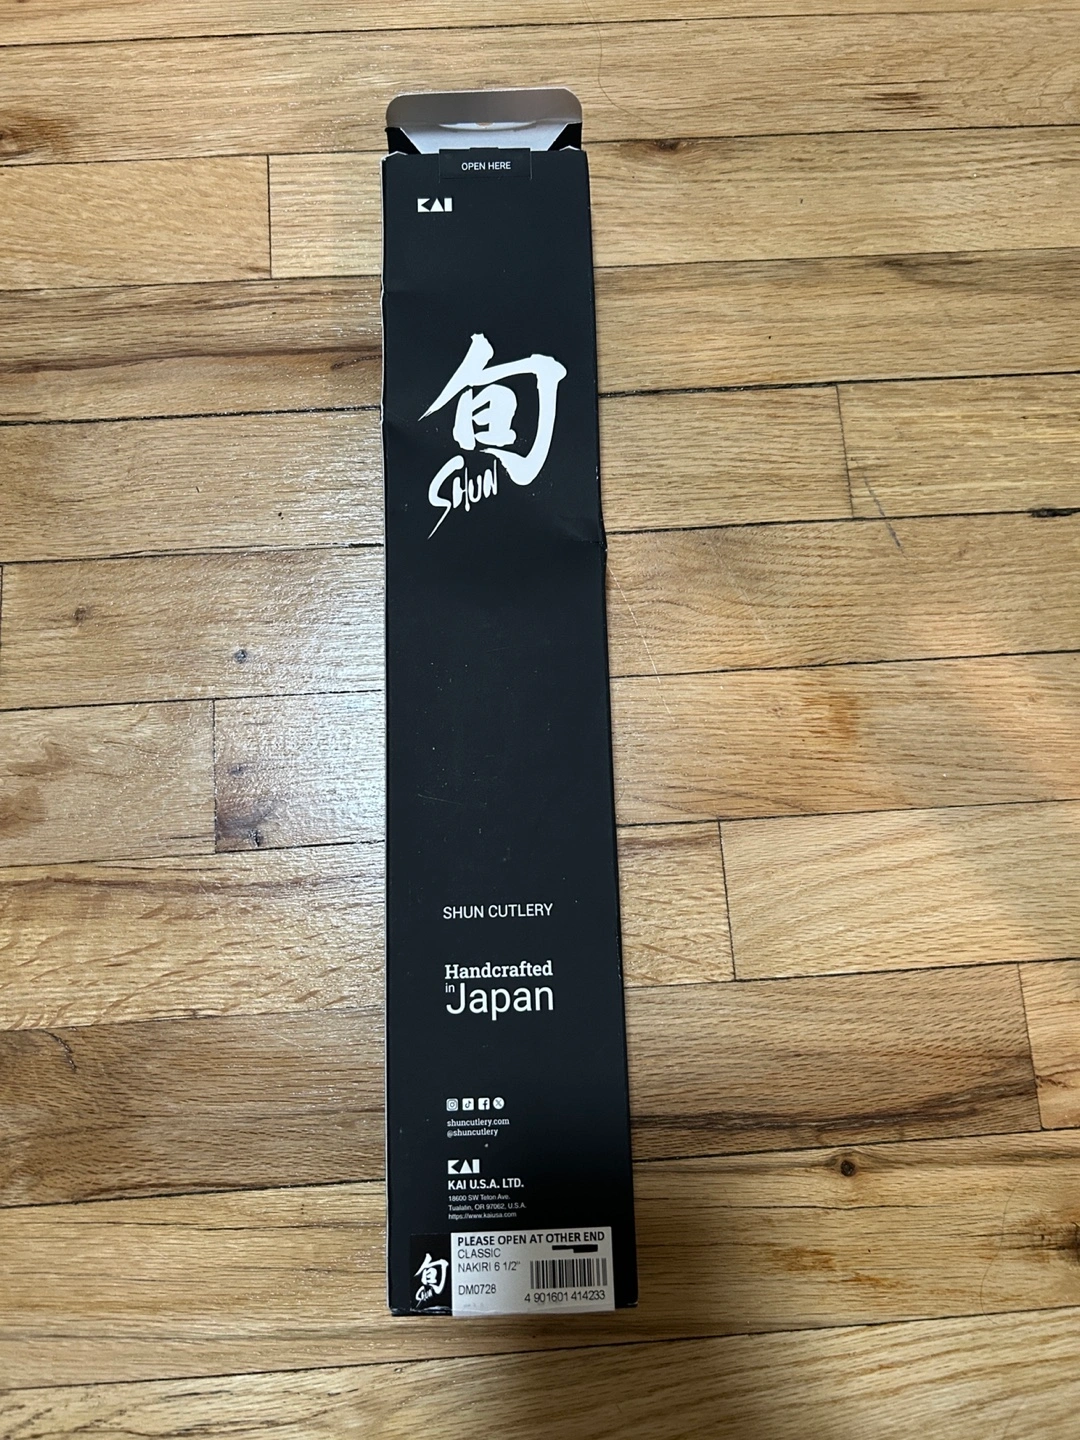 OPEN HERE
KAI
旬
SHUN
SHUN CUTLERY
Handcrafted
in
Japan
shuncutlery.com
@shuncutlery
KAI
KAI U.S.A. LTD.
18600 SW Teton Ave.
Tualatin, OR 97062, U.S.A.
https://www.kaiusa.com
PLEASE OPEN AT OTHER END
CLASSIC
NAKIRI 6 1/2"
DM0728
4 901601 414233
旬
SHUN